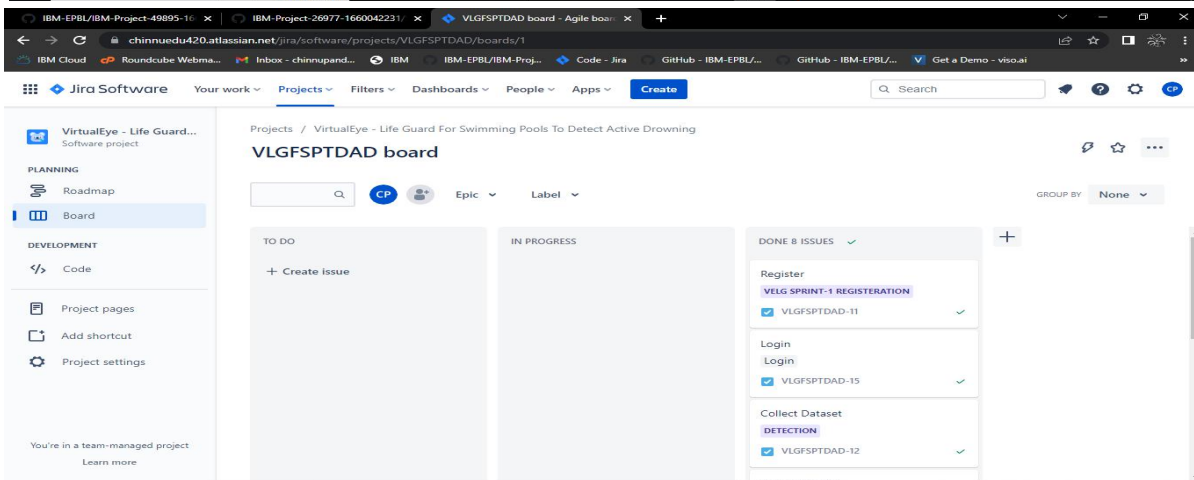 IBM-EPBL/IBM-Project-49895-16
IBM-Project-26977-1660042231/
VLGFSPTDAD board - Agile board
chinnuedu420.atlassian.net/jira/software/projects/VLGFSPTDAD/boards/1
IBM Cloud
Roundcube Webma...
Inbox - chinnupand...
IBM
IBM-EPBL/IBM-Proj...
Code - Jira
GitHub - IBM-EPBL/...
GitHub - IBM-EPBL/...
Get a Demo - viso.ai
Jira Software
Your work
Projects
Filters
Dashboards
People
Apps
Create
Search
CP
VirtualEye - Life Guard...
Software project
PLANNING
Roadmap
Board
DEVELOPMENT
Code
Project pages
Add shortcut
Project settings
You're in a team-managed project
Learn more
Projects / VirtualEye - Life Guard For Swimming Pools To Detect Active Drowning
VLGFSPTDAD board
CP
Epic
Label
GROUP BY
None
TO DO
+ Create issue
IN PROGRESS
DONE 8 ISSUES
Register
VELG SPRINT-1 REGISTERATION
VLGFSPTDAD-11
Login
Login
VLGFSPTDAD-15
Collect Dataset
DETECTION
VLGFSPTDAD-12